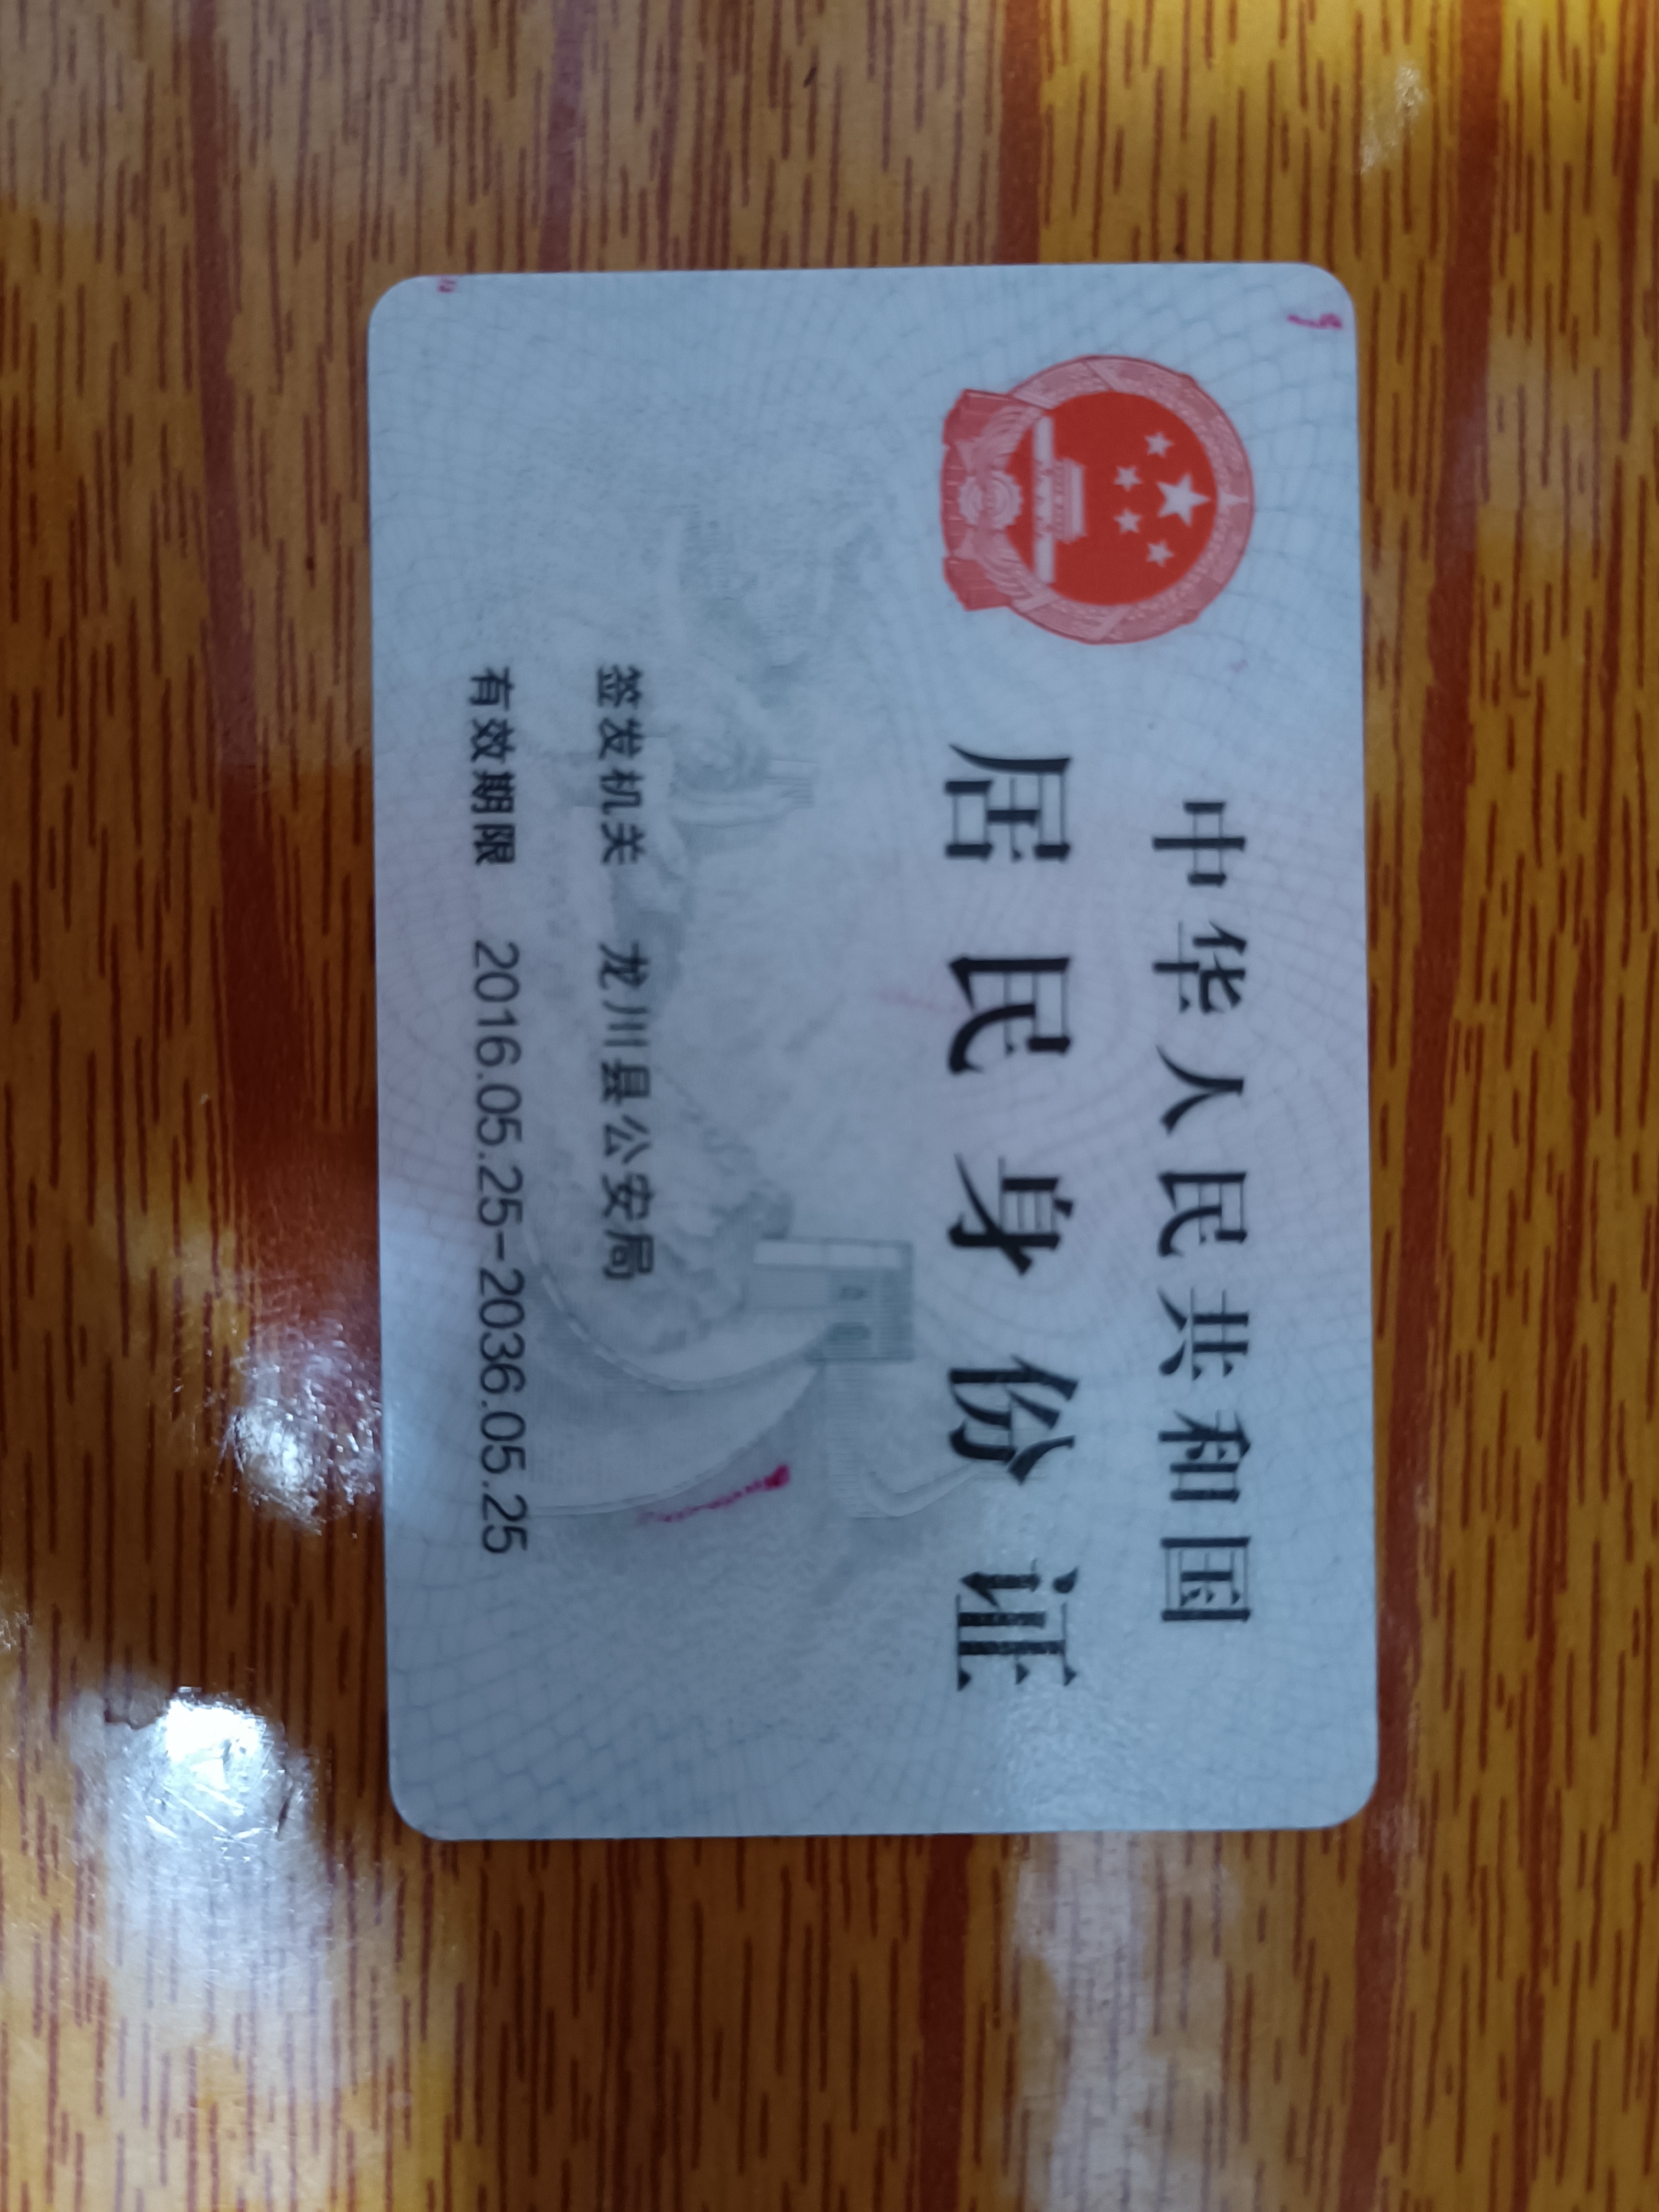 中华人民共和国
居民身份证
签发机关 龙川县公安局
有效期限 2016.05.25-2036.05.25